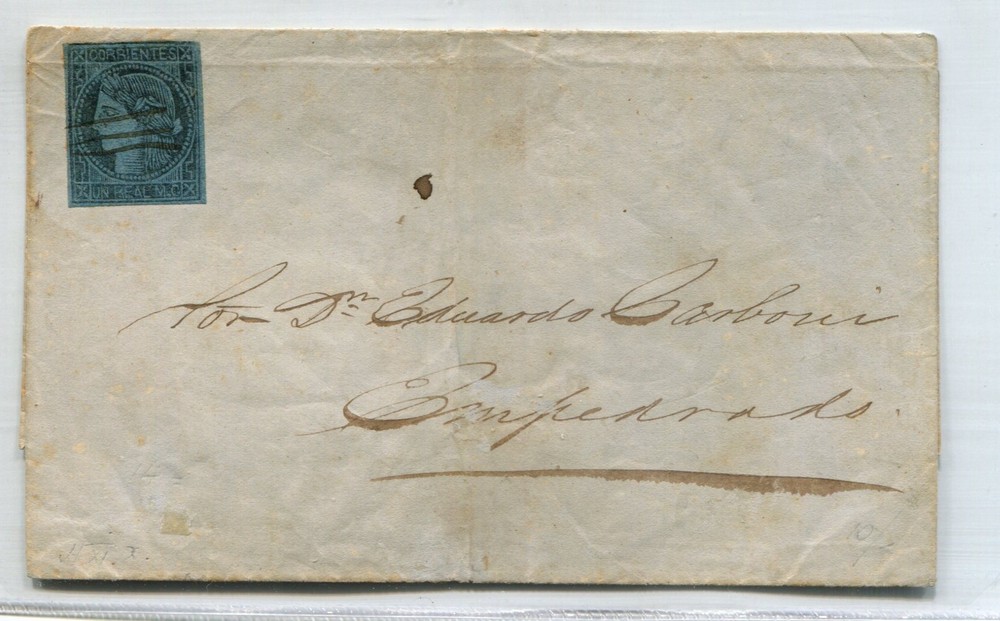 CORRIENTES
UN REAL M.C.
Sor Dn Eduardo Carboni
Empedrado.